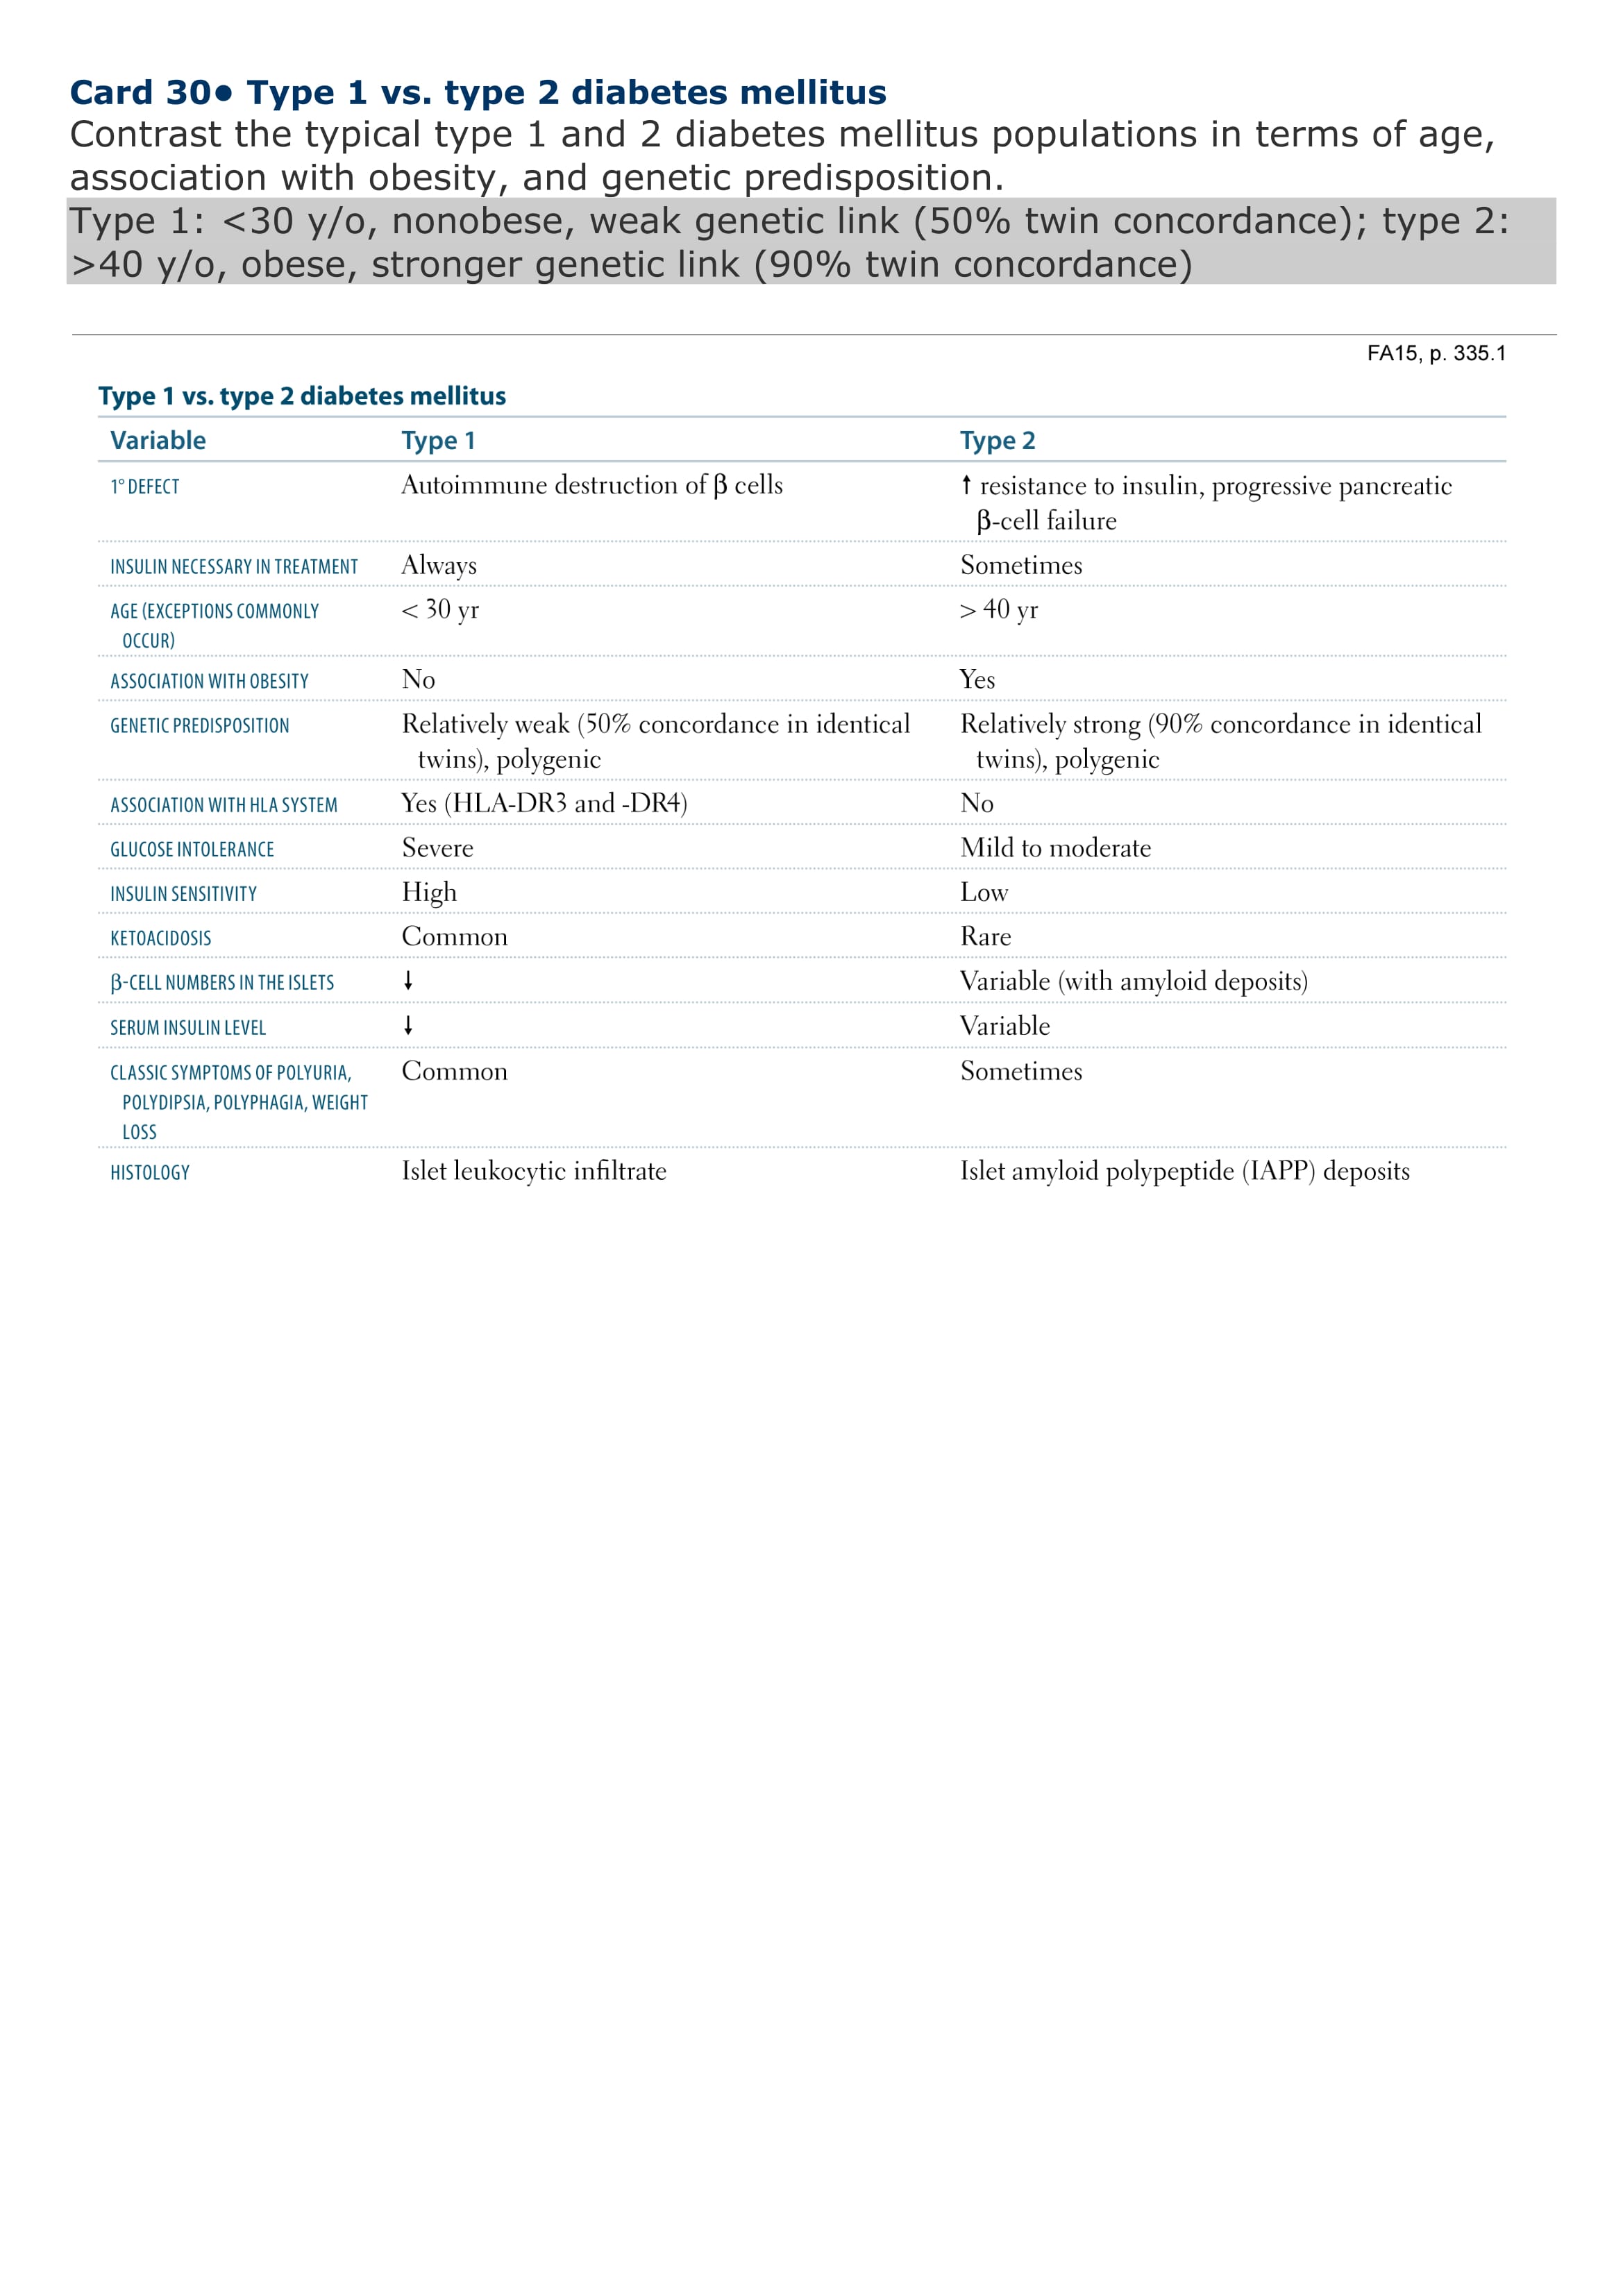 Card 30● Type 1 vs. type 2 diabetes mellitus
Contrast the typical type 1 and 2 diabetes mellitus populations in terms of age,
association with obesity, and genetic predisposition.
Type 1: <30 y/o, nonobese, weak genetic link (50% twin concordance); type 2:
>40 y/o, obese, stronger genetic link (90% twin concordance)
FA15, p. 335.1
Type 1 vs. type 2 diabetes mellitus
Variable Type 1 Type 2
1° DEFECT Autoimmune destruction of β cells ↑ resistance to insulin, progressive pancreatic
β-cell failure
INSULIN NECESSARY IN TREATMENT Always Sometimes
AGE (EXCEPTIONS COMMONLY < 30 yr > 40 yr
OCCUR)
ASSOCIATION WITH OBESITY No Yes
GENETIC PREDISPOSITION Relatively weak (50% concordance in identical Relatively strong (90% concordance in identical
twins), polygenic twins), polygenic
ASSOCIATION WITH HLA SYSTEM Yes (HLA-DR3 and -DR4) No
GLUCOSE INTOLERANCE Severe Mild to moderate
INSULIN SENSITIVITY High Low
KETOACIDOSIS Common Rare
β-CELL NUMBERS IN THE ISLETS ↓ Variable (with amyloid deposits)
SERUM INSULIN LEVEL ↓ Variable
CLASSIC SYMPTOMS OF POLYURIA, Common Sometimes
POLYDIPSIA, POLYPHAGIA, WEIGHT
LOSS
HISTOLOGY Islet leukocytic infiltrate Islet amyloid polypeptide (IAPP) deposits